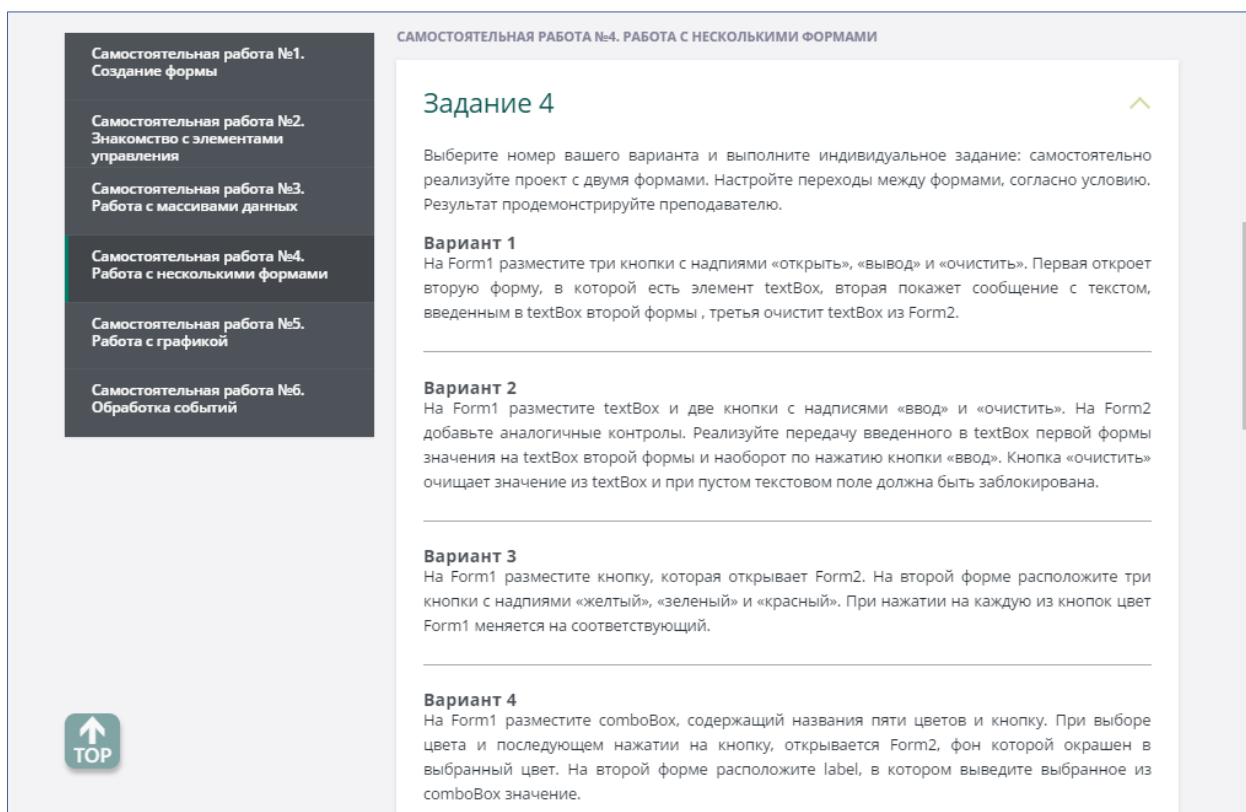 Самостоятельная работа №1.
Создание формы
Самостоятельная работа №2.
Знакомство с элементами
управления
Самостоятельная работа №3.
Работа с массивами данных
Самостоятельная работа №4.
Работа с несколькими формами
Самостоятельная работа №5.
Работа с графикой
Самостоятельная работа №6.
Обработка событий
TOP
САМОСТОЯТЕЛЬНАЯ РАБОТА №4. РАБОТА С НЕСКОЛЬКИМИ ФОРМАМИ
Задание 4
Выберите номер вашего варианта и выполните индивидуальное задание: самостоятельно
реализуйте проект с двумя формами. Настройте переходы между формами, согласно условию.
Результат продемонстрируйте преподавателю.
Вариант 1
На Form1 разместите три кнопки с надпиями «открыть», «вывод» и «очистить». Первая откроет
вторую форму, в которой есть элемент textBox, вторая покажет сообщение с текстом,
введенным в textBox второй формы , третья очистит textBox из Form2.
Вариант 2
На Form1 разместите textBox и две кнопки с надписями «ввод» и «очистить». На Form2
добавьте аналогичные контролы. Реализуйте передачу введенного в textBox первой формы
значения на textBox второй формы и наоборот по нажатию кнопки «ввод». Кнопка «очистить»
очищает значение из textBox и при пустом текстовом поле должна быть заблокирована.
Вариант 3
На Form1 разместите кнопку, которая открывает Form2. На второй форме расположите три
кнопки с надпиями «желтый», «зеленый» и «красный». При нажатии на каждую из кнопок цвет
Form1 меняется на соответствующий.
Вариант 4
На Form1 разместите comboBox, содержащий названия пяти цветов и кнопку. При выборе
цвета и последующем нажатии на кнопку, открывается Form2, фон которой окрашен в
выбранный цвет. На второй форме расположите label, в котором выведите выбранное из
comboBox значение.